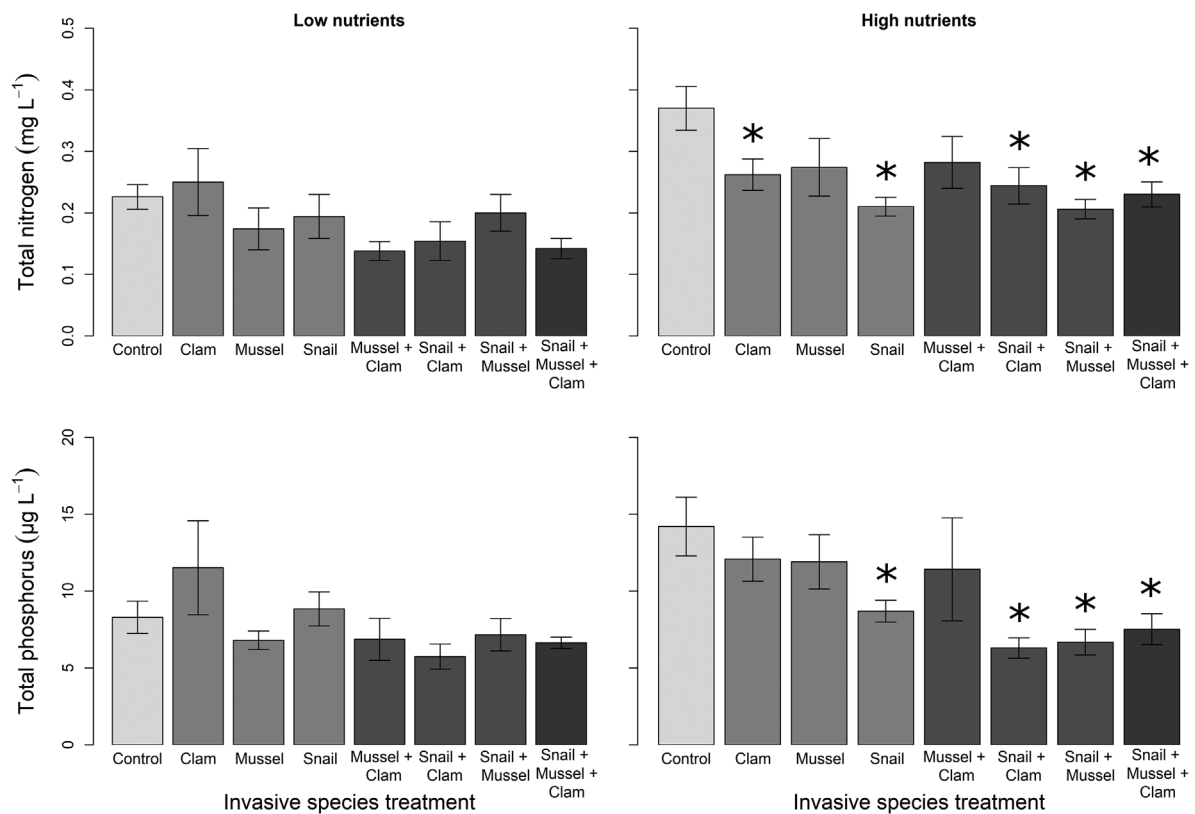 Low nutrients
High nutrients
Total nitrogen (mg L⁻¹)
0.5
0.4
0.3
0.2
0.1
0.0
* * * * *
Control Clam Mussel Snail Mussel + Snail + Snail + Snail +
Clam Clam Mussel Mussel +
Clam
Control Clam Mussel Snail Mussel + Snail + Snail + Snail +
Clam Clam Mussel Mussel +
Clam
Total phosphorus (µg L⁻¹)
20
15
10
5
0
* * * *
Control Clam Mussel Snail Mussel + Snail + Snail + Snail +
Clam Clam Mussel Mussel +
Clam
Control Clam Mussel Snail Mussel + Snail + Snail + Snail +
Clam Clam Mussel Mussel +
Clam
Invasive species treatment
Invasive species treatment